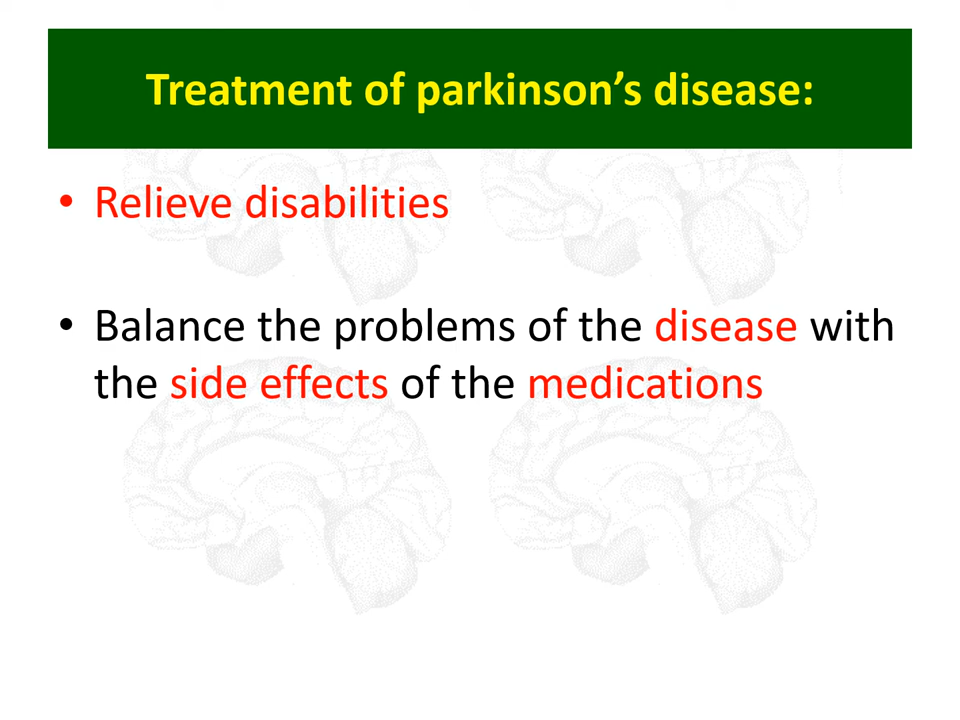 Treatment of parkinson’s disease:
• Relieve disabilities
• Balance the problems of the disease with
the side effects of the medications